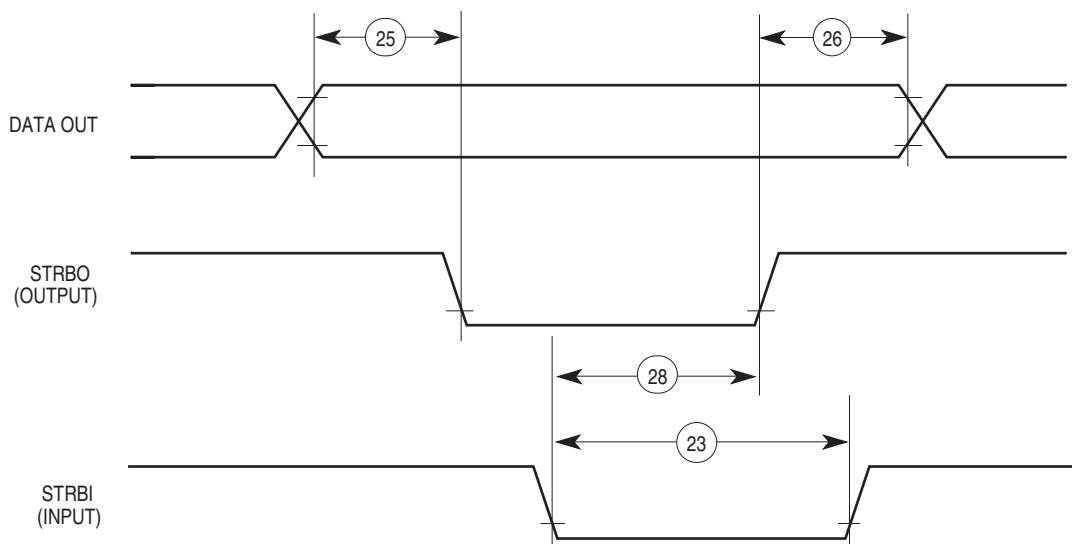 25
26
DATA OUT
STRBO
(OUTPUT)
28
23
STRBI
(INPUT)